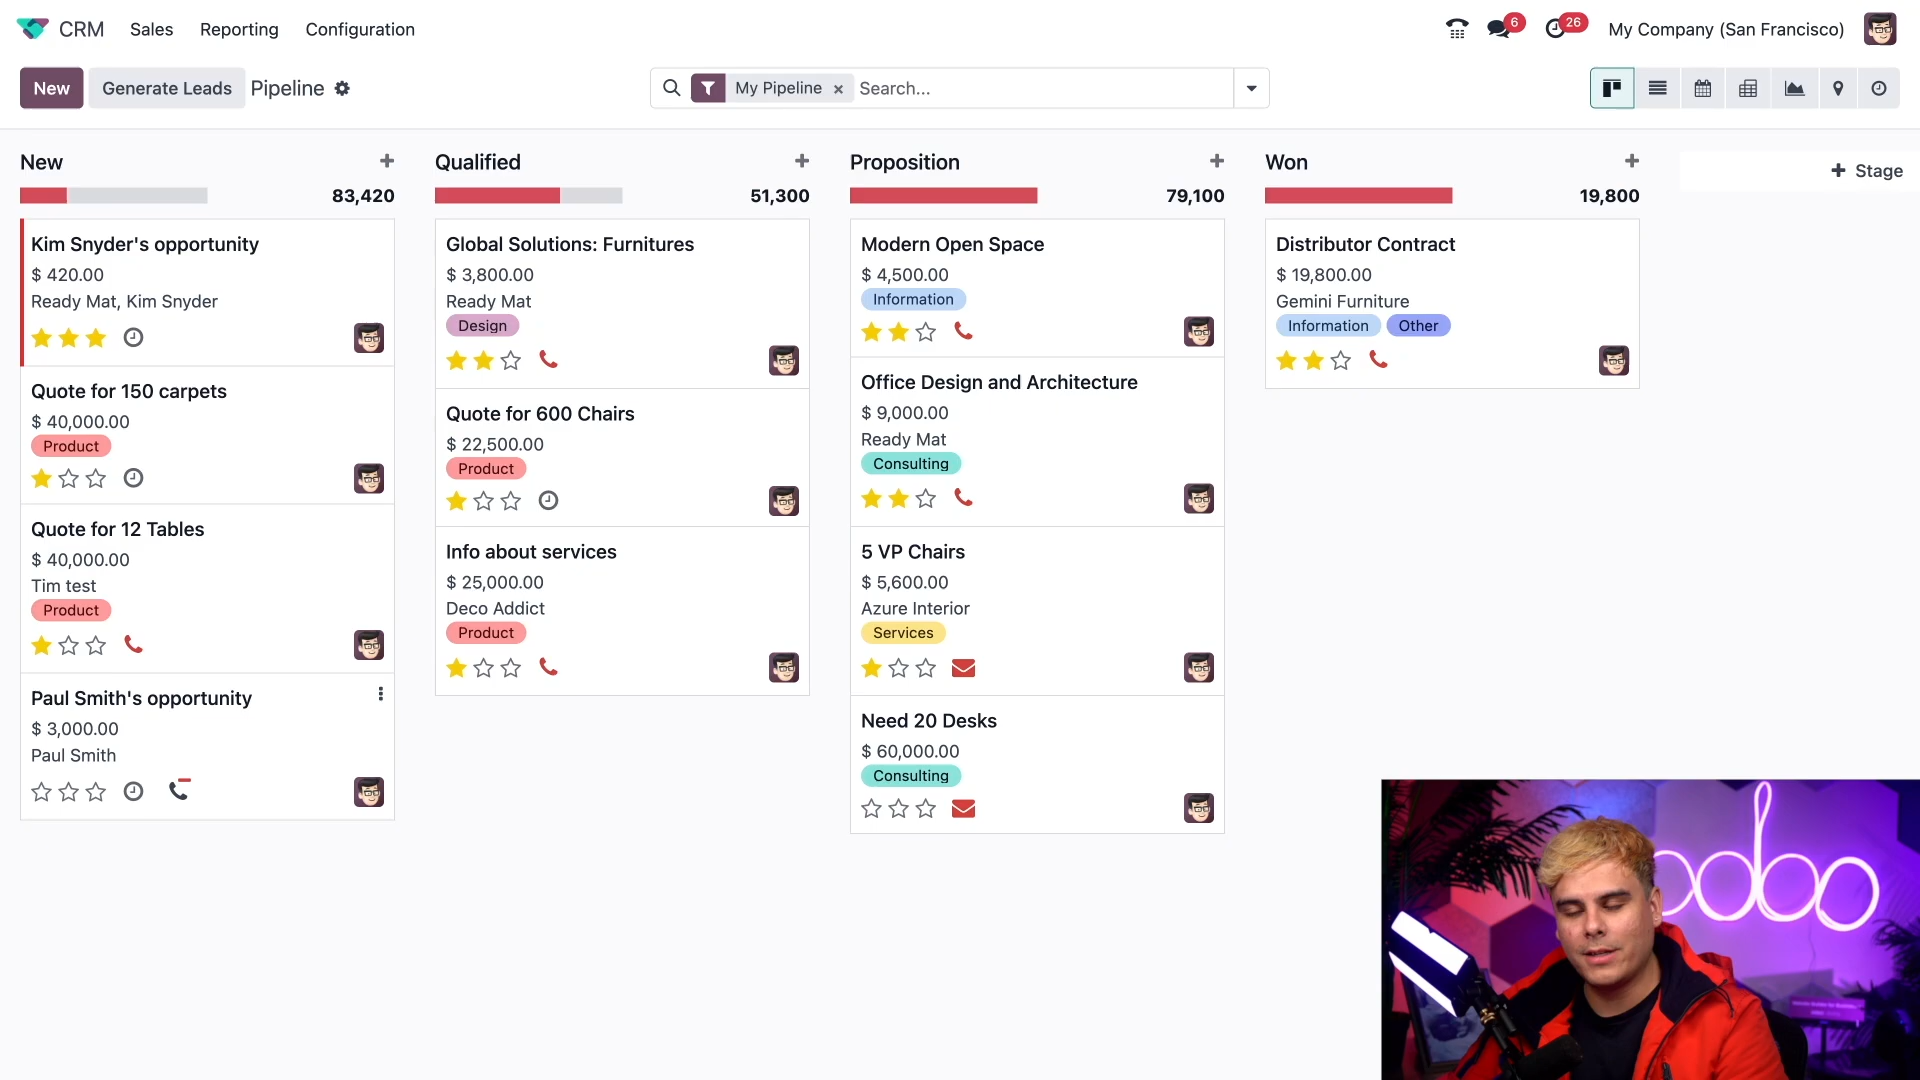 CRM Sales Reporting Configuration
6
26
My Company (San Francisco)
New Generate Leads Pipeline
My Pipeline × Search...
New
83,420
Kim Snyder's opportunity
$ 420.00
Ready Mat, Kim Snyder
Quote for 150 carpets
$ 40,000.00
Product
Quote for 12 Tables
$ 40,000.00
Tim test
Product
Paul Smith's opportunity
$ 3,000.00
Paul Smith
Qualified
51,300
Global Solutions: Furnitures
$ 3,800.00
Ready Mat
Design
Quote for 600 Chairs
$ 22,500.00
Product
Info about services
$ 25,000.00
Deco Addict
Product
Proposition
79,100
Modern Open Space
$ 4,500.00
Information
Office Design and Architecture
$ 9,000.00
Ready Mat
Consulting
5 VP Chairs
$ 5,600.00
Azure Interior
Services
Need 20 Desks
$ 60,000.00
Consulting
Won
19,800
Distributor Contract
$ 19,800.00
Gemini Furniture
Information Other
+ Stage
odoo